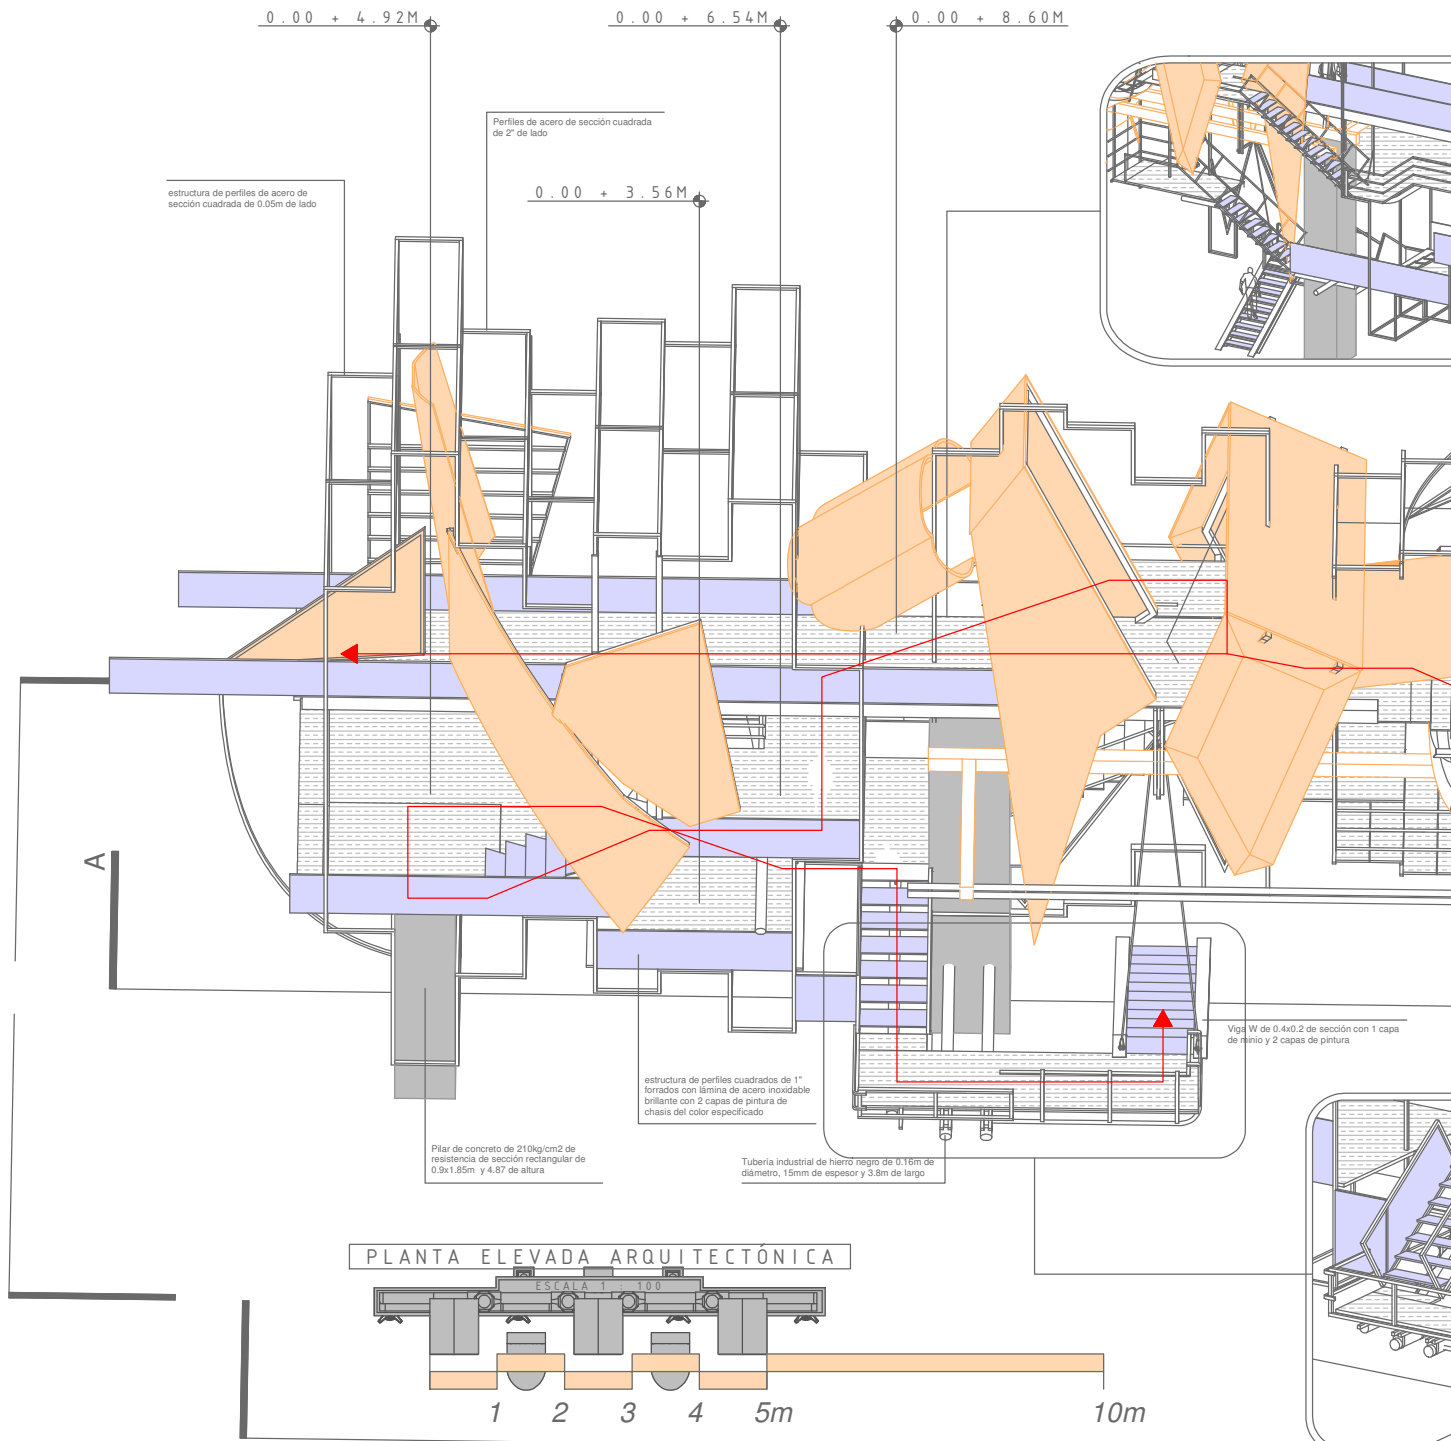 0.00 + 4.92M
0.00 + 6.54M
0.00 + 8.60M
Perfiles de acero de sección cuadrada
de 2" de lado
estructura de perfiles de acero de
sección cuadrada de 0.05m de lado
0.00 + 3.56M
A
Viga W de 0.4x0.2 de sección con 1 capa
de minio y 2 capas de pintura
estructura de perfiles cuadrados de 1"
forrados con lámina de acero inoxidable
brillante con 2 capas de pintura de
chasis del color especificado
Pilar de concreto de 210kg/cm2 de
resistencia de sección rectangular de
0.9x1.85m y 4.87 de altura
Tubería industrial de hierro negro de 0.16m de
diámetro, 15mm de espesor y 3.8m de largo
PLANTA ELEVADA ARQUITECTÓNICA
ESCALA 1 : 100
1 2 3 4 5m 10m